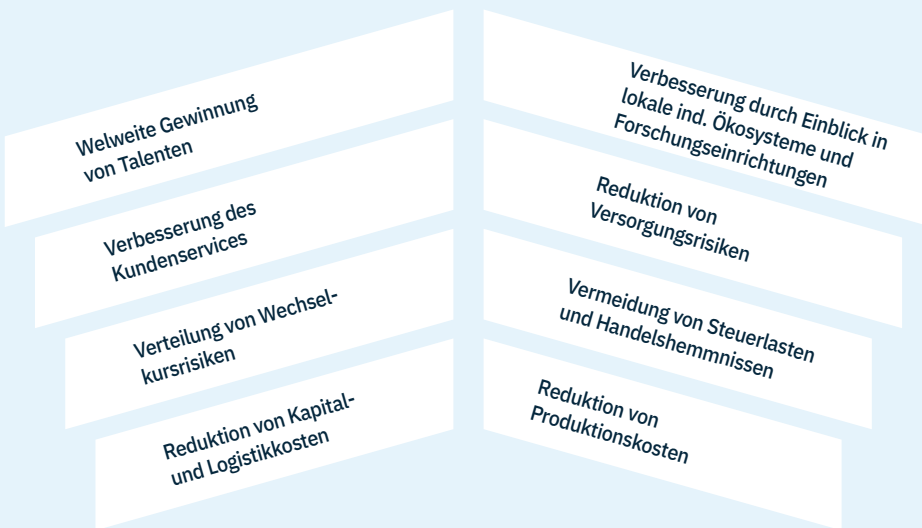 Welweite Gewinnung
von Talenten
Verbesserung des
Kundenservices
Verteilung von Wechsel-
kursrisiken
Reduktion von Kapital-
und Logistikkosten
Verbesserung durch Einblick in
lokale ind. Ökosysteme und
Forschungseinrichtungen
Reduktion von
Versorgungsrisiken
Vermeidung von Steuerlasten
und Handelshemmnissen
Reduktion von
Produktionskosten